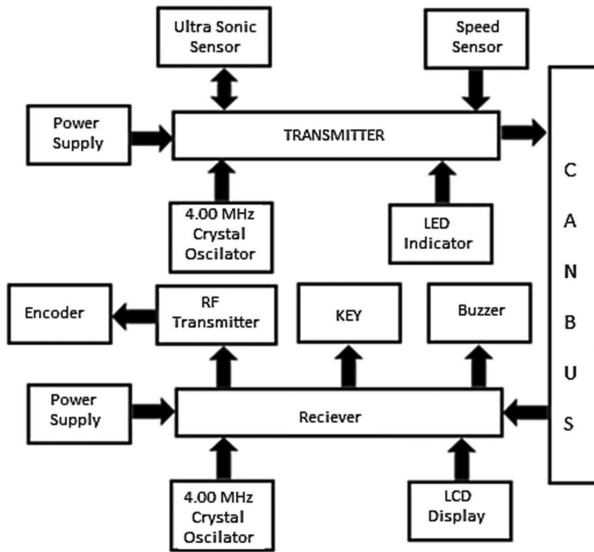 Ultra Sonic
Sensor
Speed
Sensor
Power
Supply
TRANSMITTER
4.00 MHz
Crystal
Oscilator
LED
Indicator
C
A
N
B
U
S
Encoder
RF
Transmitter
KEY
Buzzer
Power
Supply
Reciever
4.00 MHz
Crystal
Oscilator
LCD
Display